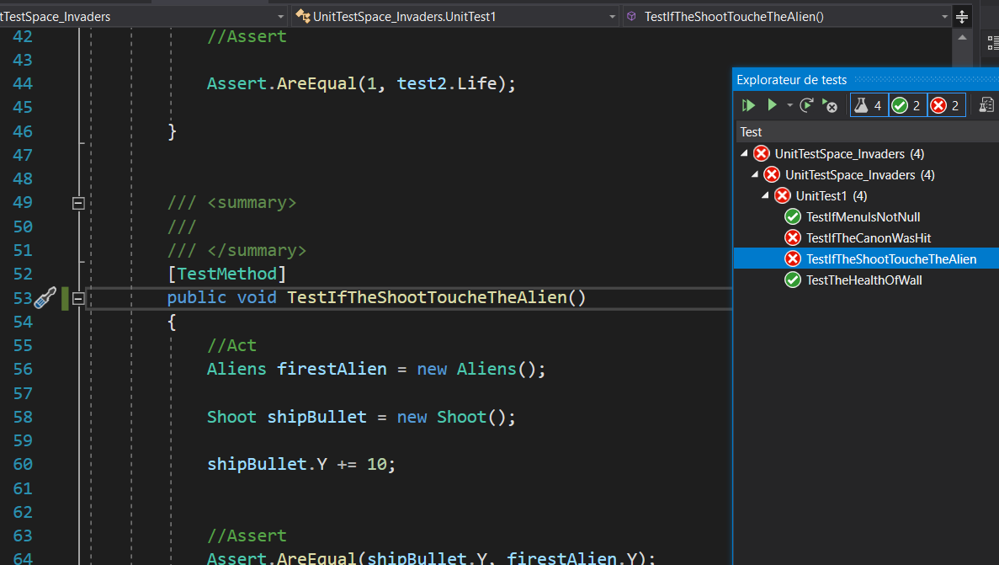 tTestSpace_Invaders
UnitTestSpace_Invaders.UnitTest1
TestIfTheShootToucheTheAlien()
42 //Assert
43
44 Assert.AreEqual(1, test2.Life);
45
46 }
47
48
49 /// <summary>
50 ///
51 /// </summary>
52 [TestMethod]
53 public void TestIfTheShootToucheTheAlien()
54 {
55 //Act
56 Aliens firestAlien = new Aliens();
57
58 Shoot shipBullet = new Shoot();
59
60 shipBullet.Y += 10;
61
62
63 //Assert
64 Assert.AreEqual(shipBullet.Y, firestAlien.Y);
Explorateur de tests
4 2 2
Test
UnitTestSpace_Invaders (4)
UnitTestSpace_Invaders (4)
UnitTest1 (4)
TestIfMenuIsNotNull
TestIfTheCanonWasHit
TestIfTheShootToucheTheAlien
TestTheHealthOfWall